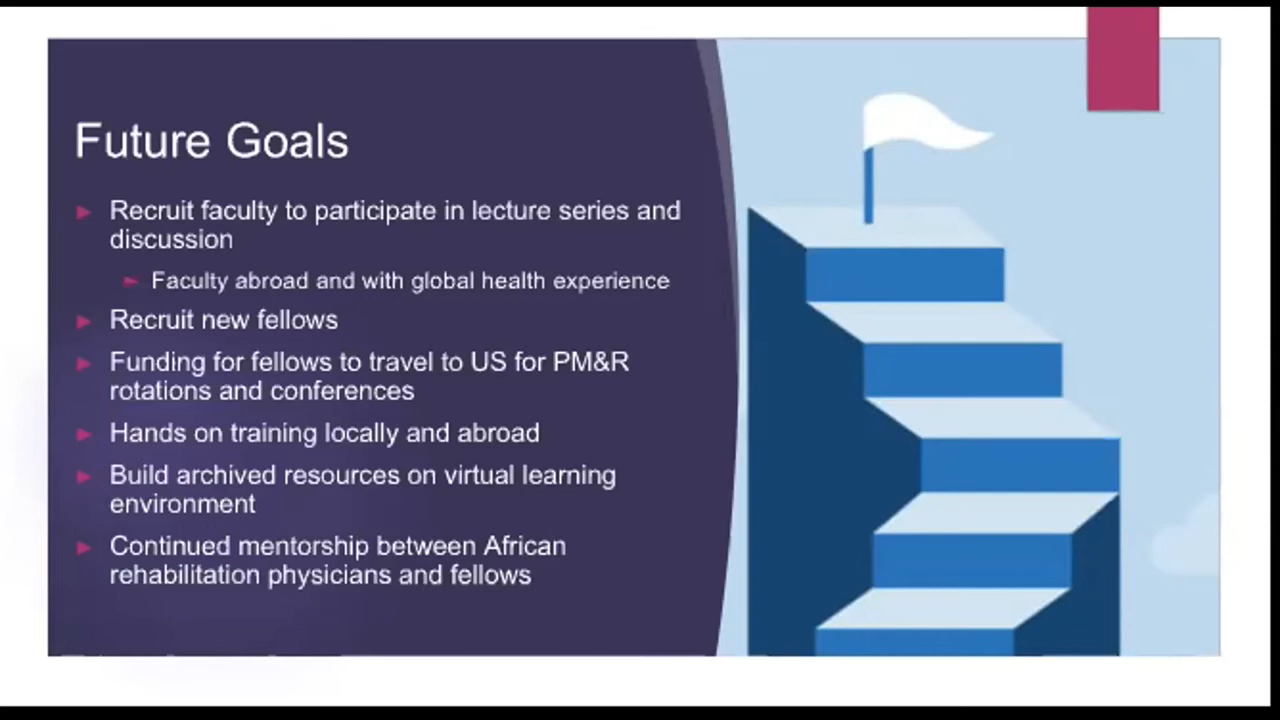 Future Goals
Recruit faculty to participate in lecture series and
discussion
Faculty abroad and with global health experience
Recruit new fellows
Funding for fellows to travel to US for PM&R
rotations and conferences
Hands on training locally and abroad
Build archived resources on virtual learning
environment
Continued mentorship between African
rehabilitation physicians and fellows